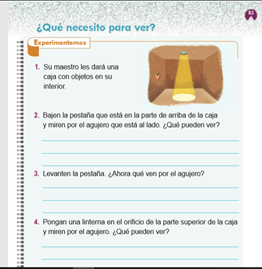 83
¿Qué necesito para ver?
Experimentemos
1. Su maestro les dará una
caja con objetos en su
interior.
2. Bajen la pestaña que está en la parte de arriba de la caja
y miren por el agujero que está al lado. ¿Qué pueden ver?
3. Levanten la pestaña. ¿Ahora qué ven por el agujero?
4. Pongan una linterna en el orificio de la parte superior de la caja
y miren por el agujero. ¿Qué pueden ver?